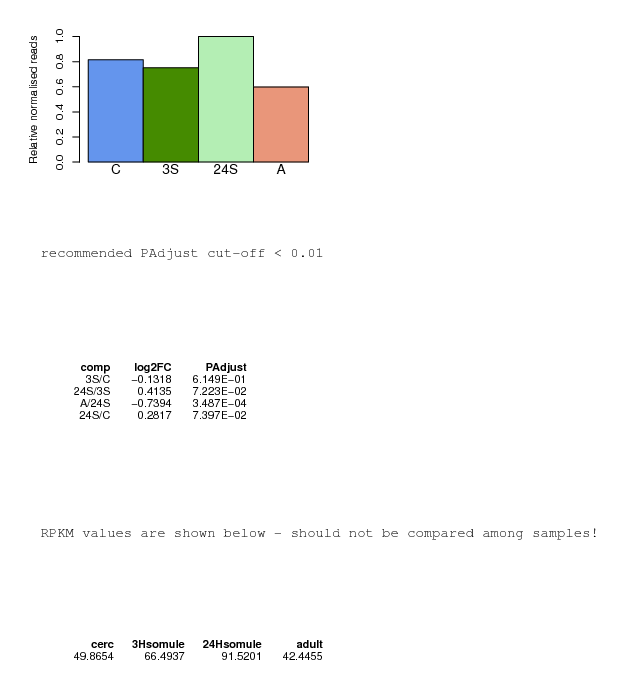 Relative normalised reads
1.0
0.8
0.6
0.4
0.2
0.0
C 3S 24S A
recommended PAdjust cut-off < 0.01
comp log2FC PAdjust
3S/C −0.1318 6.149E−01
24S/3S 0.4135 7.223E−02
A/24S −0.7394 3.487E−04
24S/C 0.2817 7.397E−02
RPKM values are shown below - should not be compared among samples!
cerc 3Hsomule 24Hsomule adult
49.8654 66.4937 91.5201 42.4455